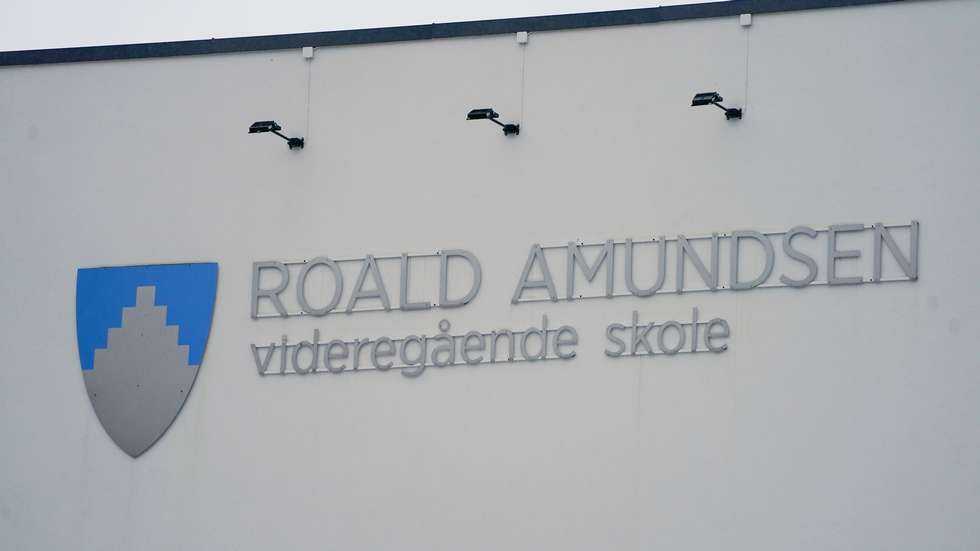 ROALD AMUNDSEN
videregående skole